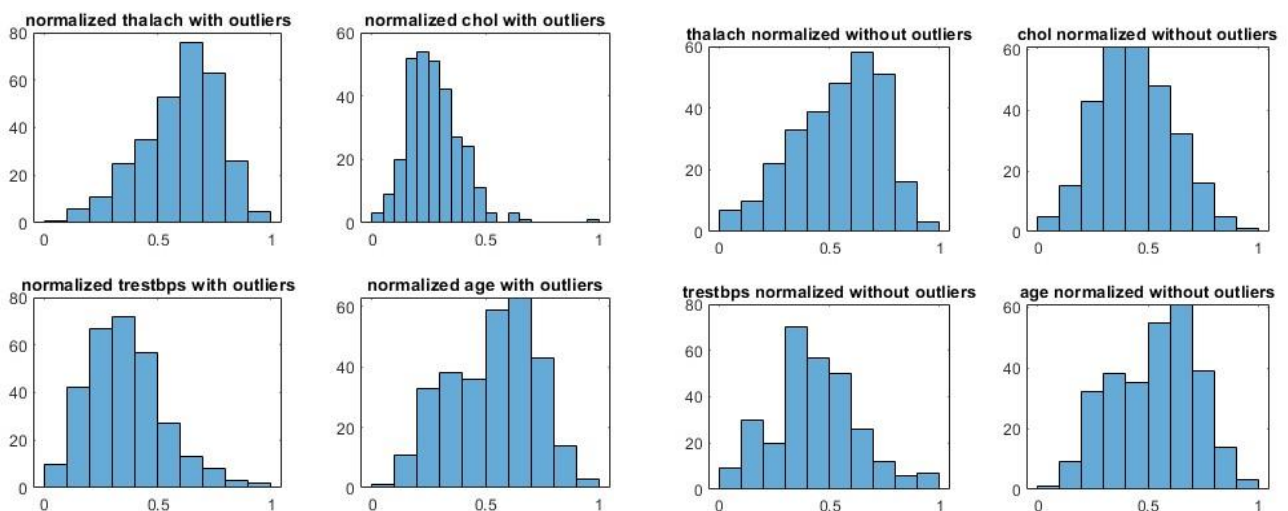 normalized thalach with outliers
80
60
40
20
0
0 0.5 1
normalized chol with outliers
60
40
20
0
0 0.5 1
thalach normalized without outliers
60
40
20
0
0 0.5 1
chol normalized without outliers
60
40
20
0
0 0.5 1
normalized trestbps with outliers
80
60
40
20
0
0 0.5 1
normalized age with outliers
60
40
20
0
0 0.5 1
trestbps normalized without outliers
80
60
40
20
0
0 0.5 1
age normalized without outliers
60
40
20
0
0 0.5 1